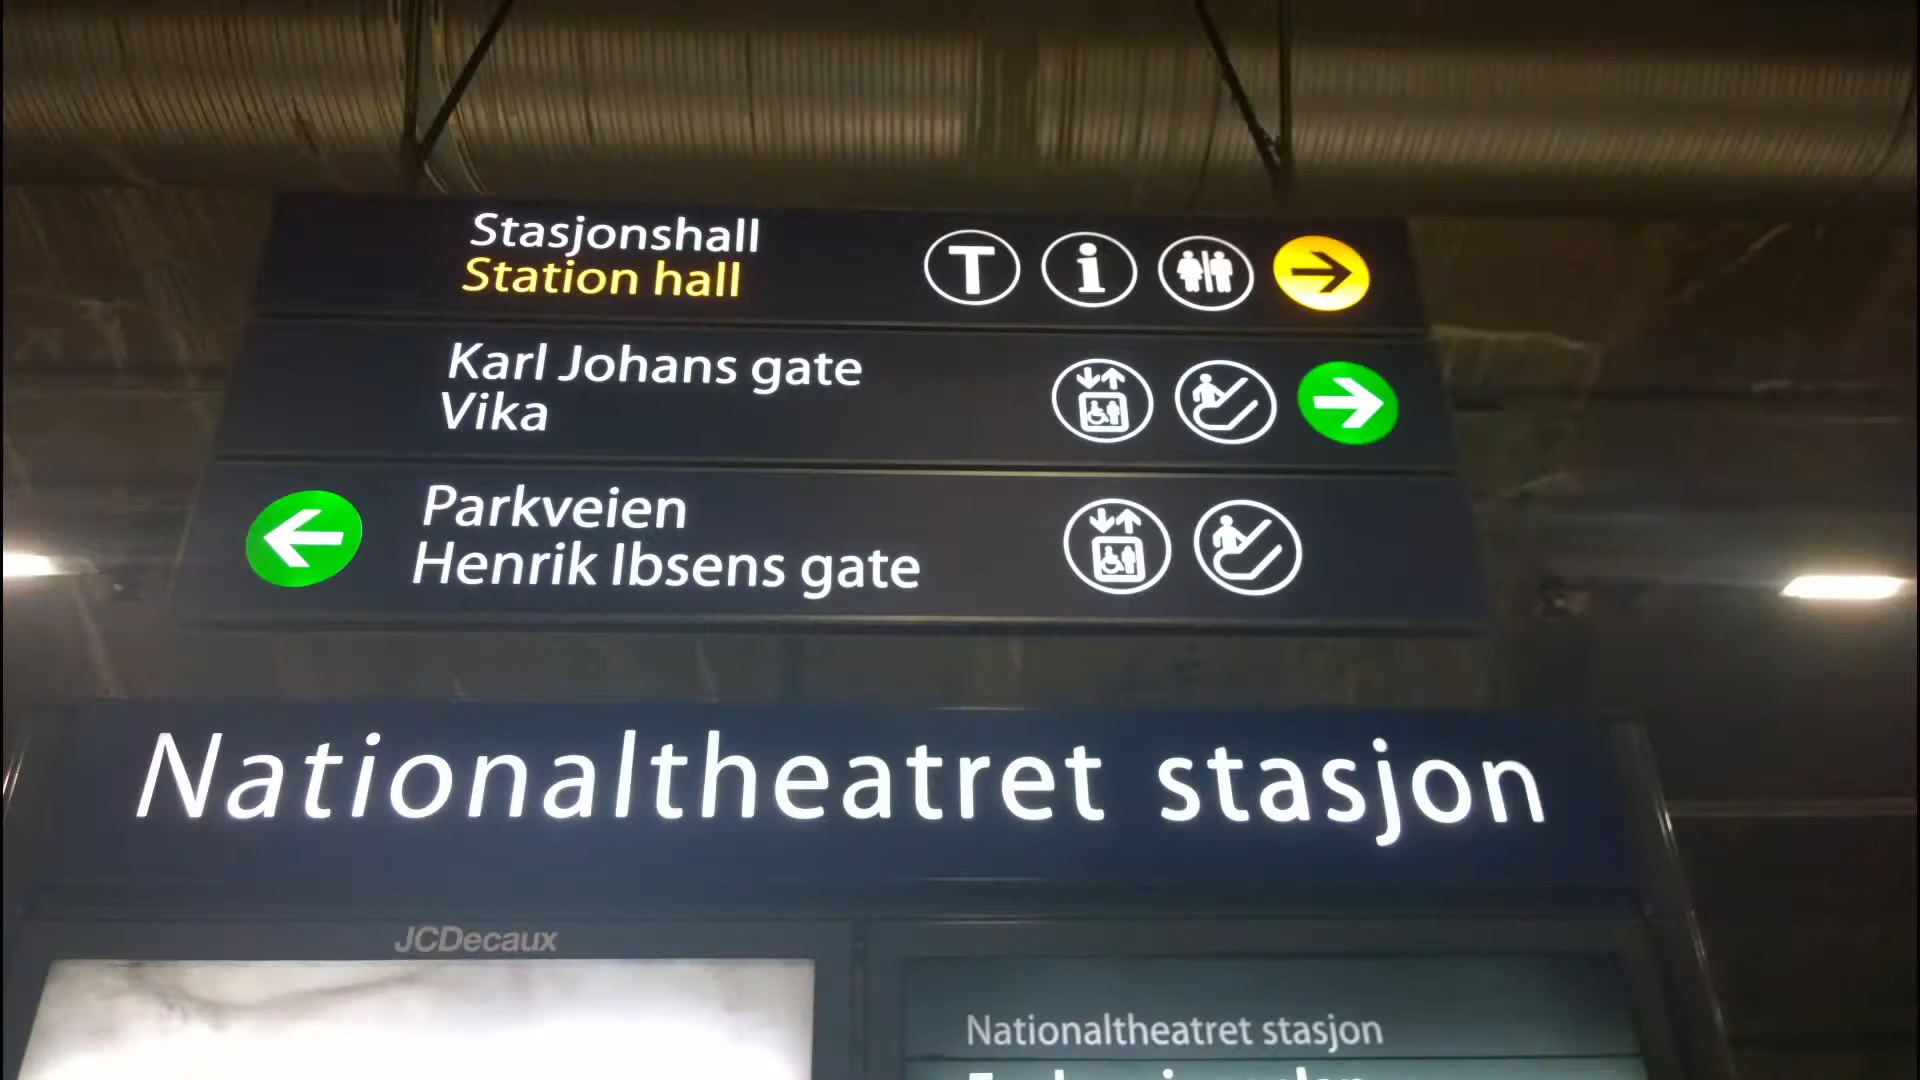 Stasjonshall
Station hall
T i
Karl Johans gate
Vika
Parkveien
Henrik Ibsens gate
Nationaltheatret stasjon
JCDecaux
Nationaltheatret stasjon